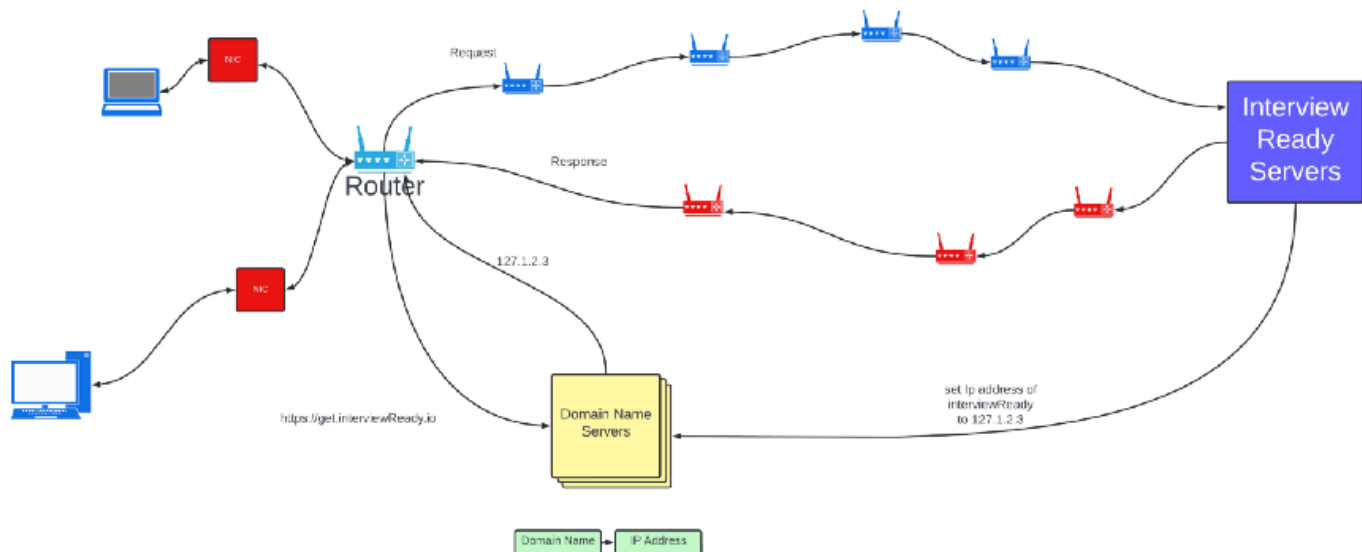 NIC
Request
Router
Response
Interview
Ready
Servers
127.1.2.3
NIC
https://get.interviewReady.io
Domain Name
Servers
set Ip address of
interviewReady
to 127.1.2.3
Domain Name
IP Address